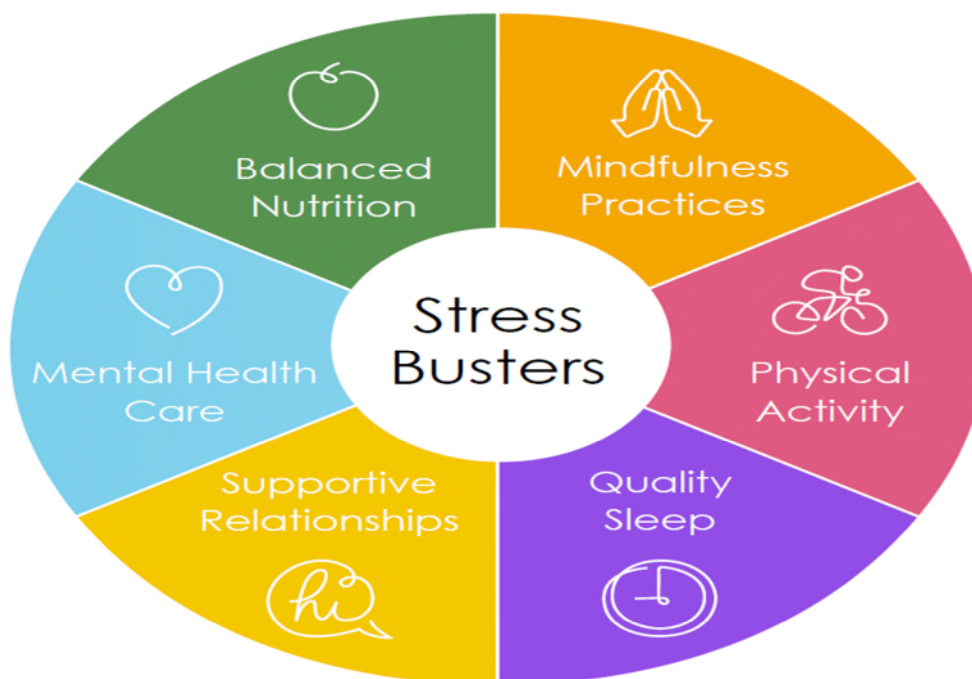 Balanced
Nutrition
Mindfulness
Practices
Stress
Busters
Mental Health
Care
Physical
Activity
Supportive
Relationships
hi
Quality
Sleep